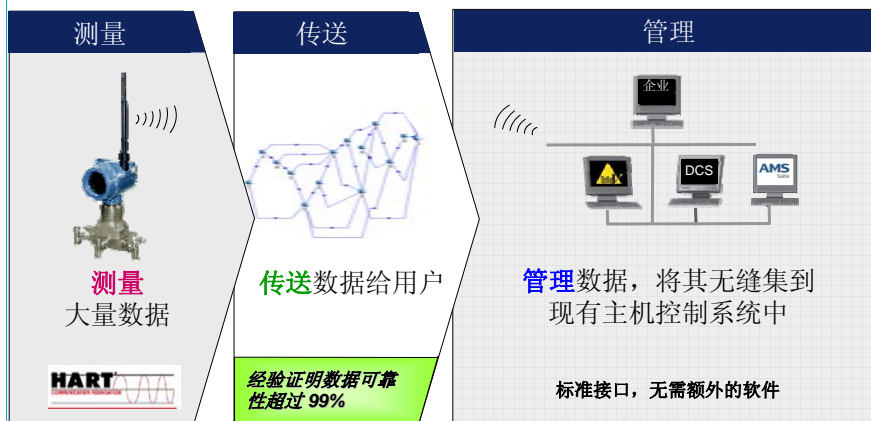 测量
传送
管理
企业
DCS
AMS
Suite
测量
大量数据
传送数据给用户
管理数据，将其无缝集到
现有主机控制系统中
HART
COMMUNICATION FOUNDATION
经验证明数据可靠
性超过 99%
标准接口，无需额外的软件